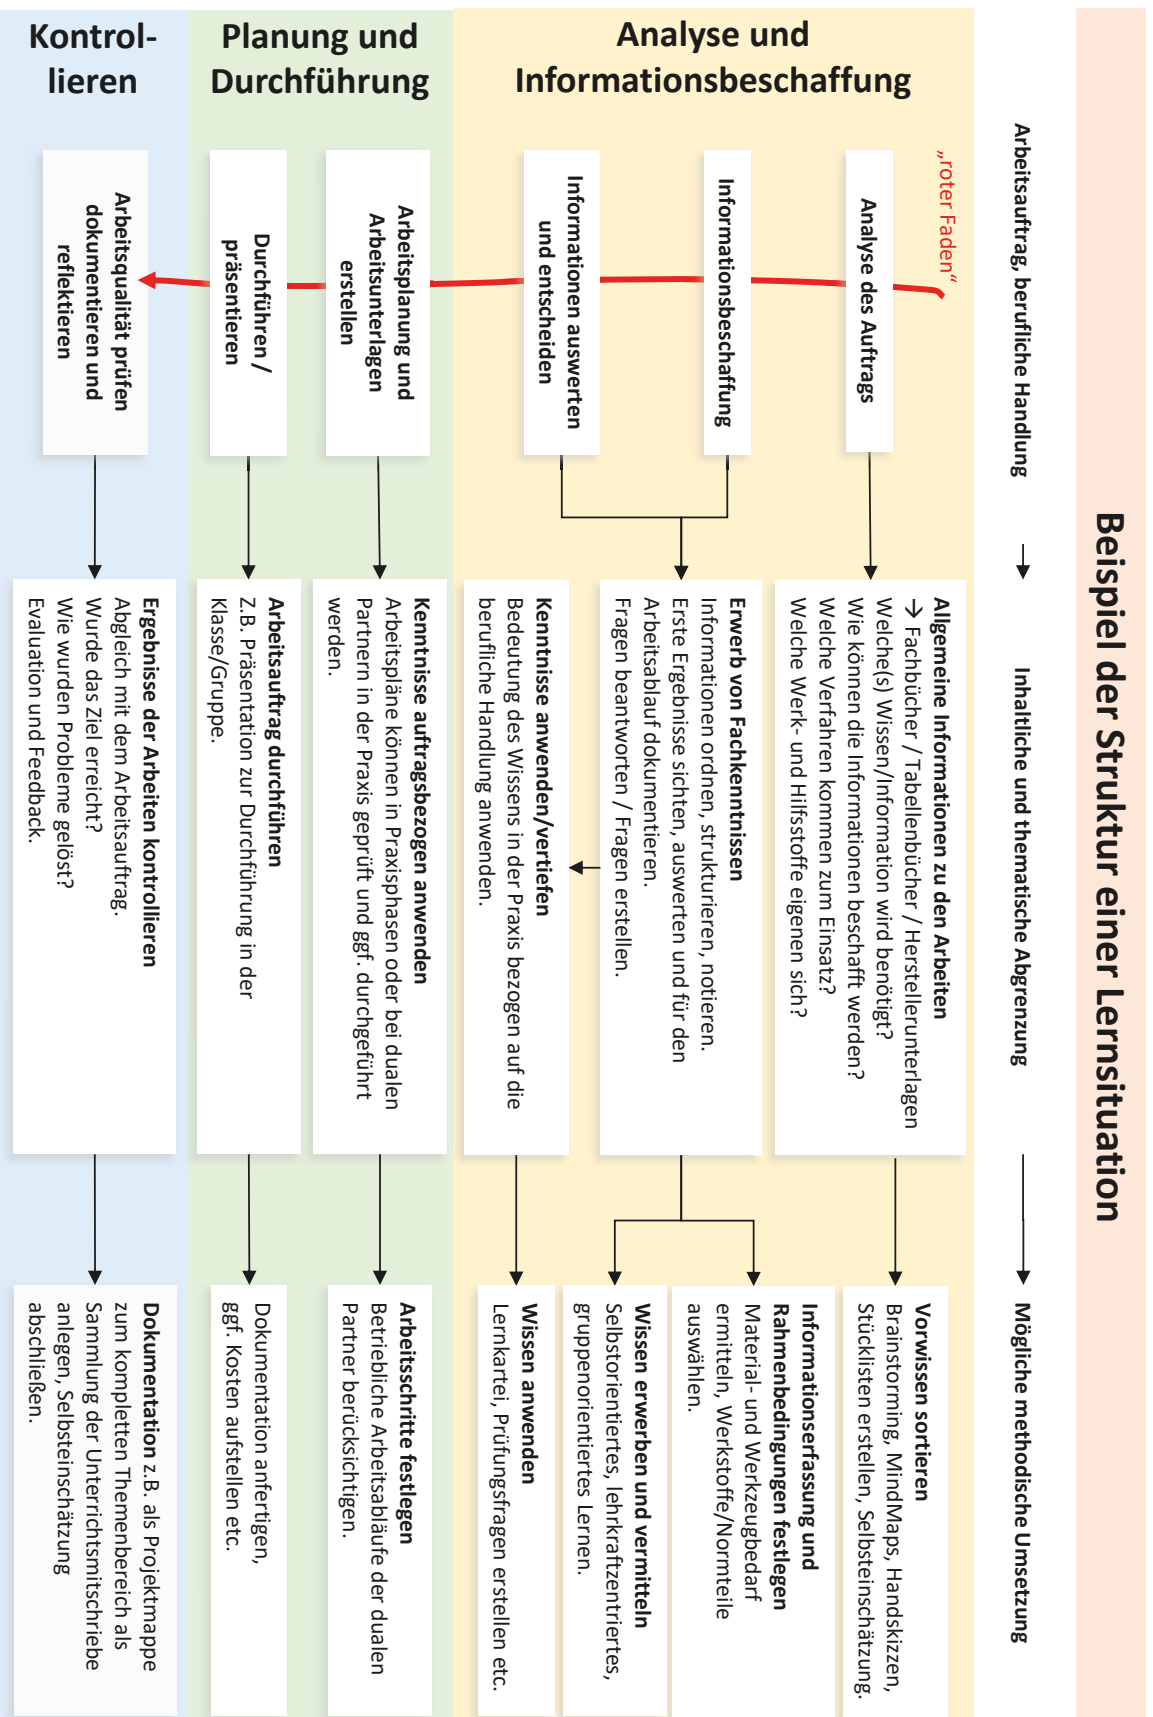 Beispiel der Struktur einer Lernsituation
Arbeitsauftrag, berufliche Handlung
Inhaltliche und thematische Abgrenzung
Mögliche methodische Umsetzung
„roter Faden“
Analyse und
Informationsbeschaffung
Analyse des Auftrags
Allgemeine Informationen zu den Arbeiten
→ Fachbücher / Tabellenbücher / Herstellerunterlagen
Welche(s) Wissen/Information wird benötigt?
Wie können die Informationen beschafft werden?
Welche Verfahren kommen zum Einsatz?
Welche Werk- und Hilfsstoffe eigenen sich?
Vorwissen sortieren
Brainstorming, MindMaps, Handskizzen,
Stücklisten erstellen, Selbsteinschätzung.
Informationsbeschaffung
Informationen auswerten
und entscheiden
Erwerb von Fachkenntnissen
Informationen ordnen, strukturieren, notieren.
Erste Ergebnisse sichten, auswerten und für den
Arbeitsablauf dokumentieren.
Fragen beantworten / Fragen erstellen.
Informationserfassung und
Rahmenbedingungen festlegen
Material- und Werkzeugbedarf
ermitteln, Werkstoffe/Normteile
auswählen.
Wissen erwerben und vermitteln
Selbstorientiertes, lehrkraftzentriertes,
gruppenorientiertes Lernen.
Kenntnisse anwenden/vertiefen
Bedeutung des Wissens in der Praxis bezogen auf die
berufliche Handlung anwenden.
Wissen anwenden
Lernkartei, Prüfungsfragen erstellen etc.
Planung und
Durchführung
Arbeitsplanung und
Arbeitsunterlagen
erstellen
Kenntnisse auftragsbezogen anwenden
Arbeitspläne können in Praxisphasen oder bei dualen
Partnern in der Praxis geprüft und ggf. durchgeführt
werden.
Arbeitsschritte festlegen
Betriebliche Arbeitsabläufe der dualen
Partner berücksichtigen.
Durchführen /
präsentieren
Arbeitsauftrag durchführen
Z.B. Präsentation zur Durchführung in der
Klasse/Gruppe.
Dokumentation anfertigen,
ggf. Kosten aufstellen etc.
Kontrol-
lieren
Arbeitsqualität prüfen
dokumentieren und
reflektieren
Ergebnisse der Arbeiten kontrollieren
Abgleich mit dem Arbeitsauftrag.
Wurde das Ziel erreicht?
Wie wurden Probleme gelöst?
Evaluation und Feedback.
Dokumentation z.B. als Projektmappe
zum kompletten Themenbereich als
Sammlung der Unterrichtsmitschriebe
anlegen, Selbsteinschätzung
abschließen.